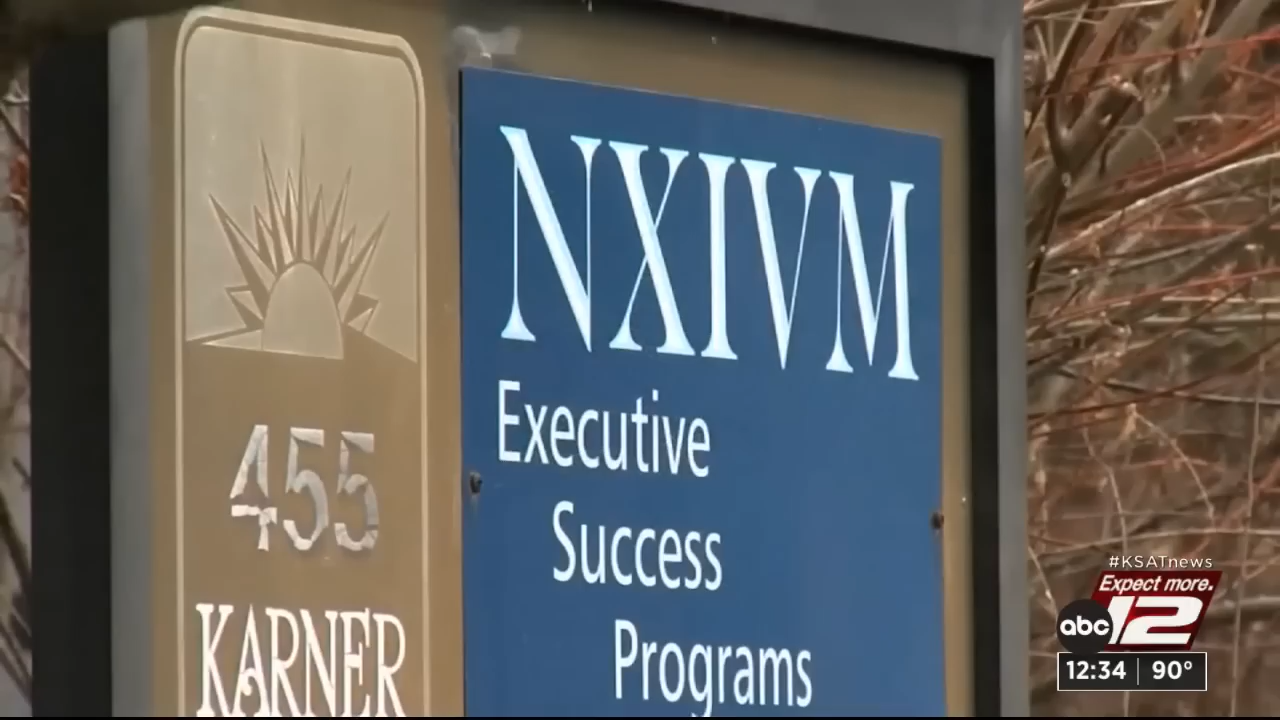 455
KARNER
NXIVM
Executive
Success
Programs
#KSATnews
Expect more.
abc 12
12:34 90°